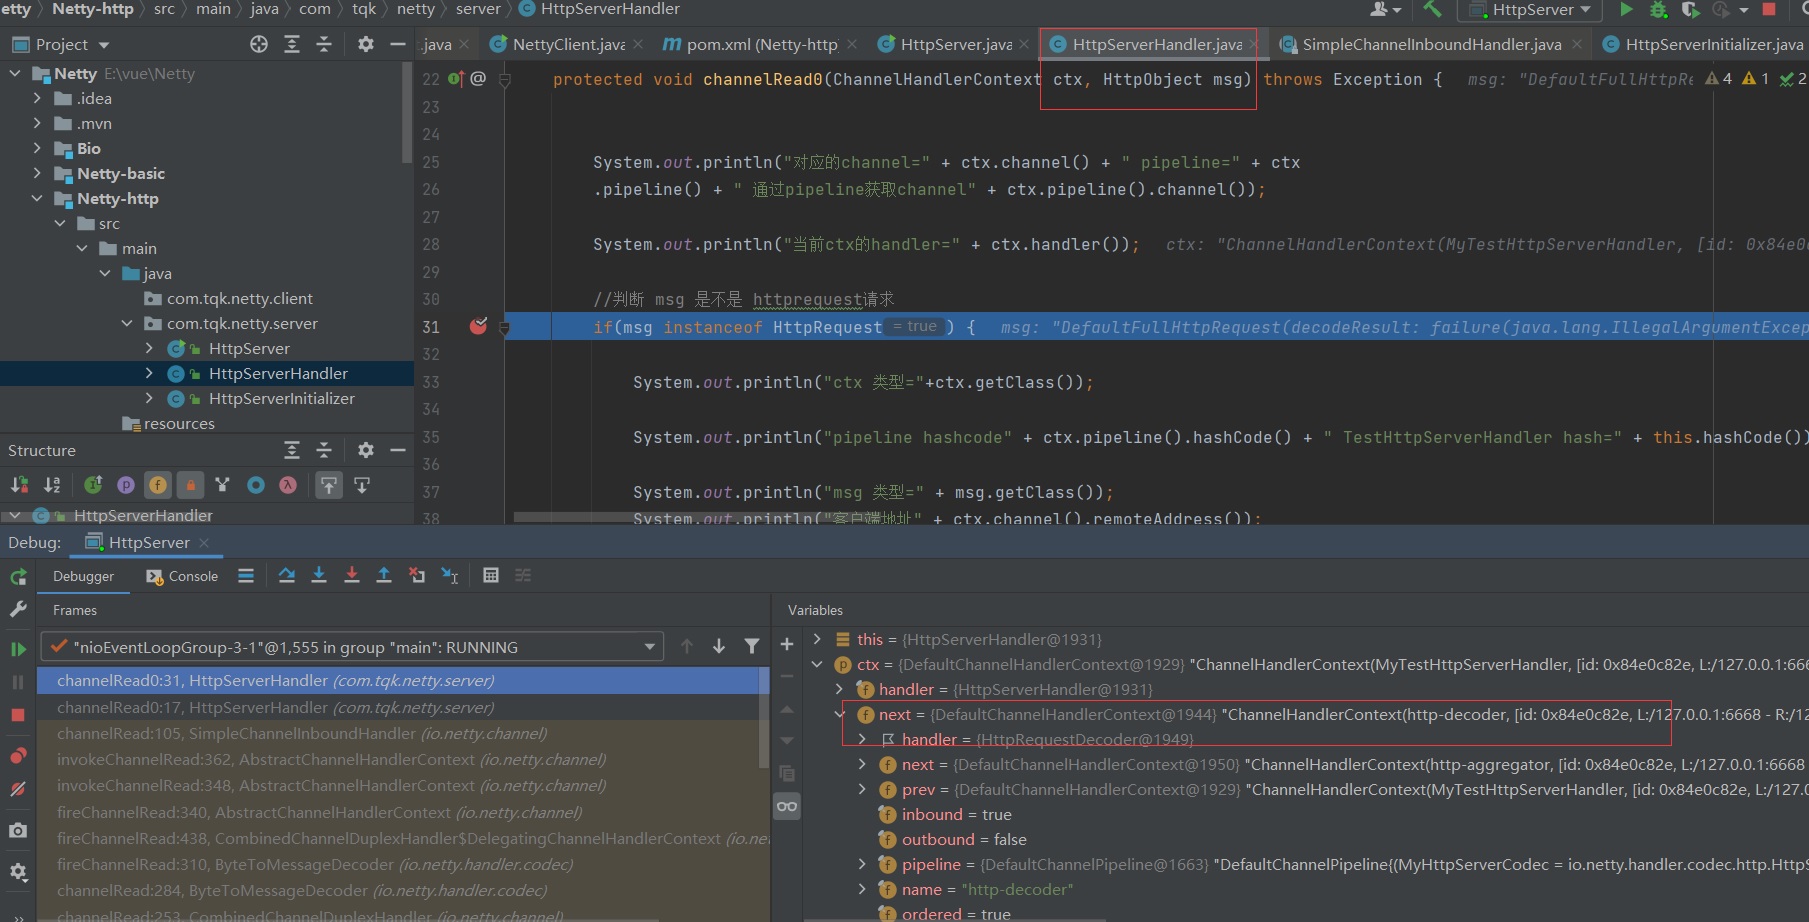 etty Netty-http src main java com tqk netty server HttpServerHandler
HttpServer
Project
.java NettyClient.java pom.xml (Netty-http HttpServer.java HttpServerHandler.java SimpleChannelInboundHandler.java HttpServerInitializer.java
Netty E:\vue\Netty
.idea
.mvn
Bio
Netty-basic
Netty-http
src
main
java
com.tqk.netty.client
com.tqk.netty.server
HttpServer
HttpServerHandler
HttpServerInitializer
resources
Structure
HttpServerHandler
22 @ protected void channelRead0(ChannelHandlerContext ctx, HttpObject msg) throws Exception { msg: "DefaultFullHttpRe 4 1 2
23
24
25 System.out.println("对应的channel=" + ctx.channel() + " pipeline=" + ctx
26 .pipeline() + " 通过pipeline获取channel" + ctx.pipeline().channel());
27
28 System.out.println("当前ctx的handler=" + ctx.handler()); ctx: "ChannelHandlerContext(MyTestHttpServerHandler, [id: 0x84e0c
29
30 //判断 msg 是不是 httprequest请求
31 if(msg instanceof HttpRequest = true ) { msg: "DefaultFullHttpRequest(decodeResult: failure(java.lang.IllegalArgumentExcep
32
33 System.out.println("ctx 类型="+ctx.getClass());
34
35 System.out.println("pipeline hashcode" + ctx.pipeline().hashCode() + " TestHttpServerHandler hash=" + this.hashCode())
36
37 System.out.println("msg 类型=" + msg.getClass());
38 System.out.println("客户端地址" + ctx.channel().remoteAddress());
Debug: HttpServer
Debugger Console
Frames
"nioEventLoopGroup-3-1"@1,555 in group "main": RUNNING
channelRead0:31, HttpServerHandler (com.tqk.netty.server)
channelRead0:17, HttpServerHandler (com.tqk.netty.server)
channelRead:105, SimpleChannelInboundHandler (io.netty.channel)
invokeChannelRead:362, AbstractChannelHandlerContext (io.netty.channel)
invokeChannelRead:348, AbstractChannelHandlerContext (io.netty.channel)
fireChannelRead:340, AbstractChannelHandlerContext (io.netty.channel)
fireChannelRead:438, CombinedChannelDuplexHandler$DelegatingChannelHandlerContext (io.ne
fireChannelRead:310, ByteToMessageDecoder (io.netty.handler.codec)
channelRead:284, ByteToMessageDecoder (io.netty.handler.codec)
channelRead:253, CombinedChannelDuplexHandler (io.netty.channel)
Variables
this = {HttpServerHandler@1931}
ctx = {DefaultChannelHandlerContext@1929} "ChannelHandlerContext(MyTestHttpServerHandler, [id: 0x84e0c82e, L:/127.0.0.1:666
handler = {HttpServerHandler@1931}
next = {DefaultChannelHandlerContext@1944} "ChannelHandlerContext(http-decoder, [id: 0x84e0c82e, L:/127.0.0.1:6668 - R:/12
handler = {HttpRequestDecoder@1949}
next = {DefaultChannelHandlerContext@1950} "ChannelHandlerContext(http-aggregator, [id: 0x84e0c82e, L:/127.0.0.1:6668
prev = {DefaultChannelHandlerContext@1929} "ChannelHandlerContext(MyTestHttpServerHandler, [id: 0x84e0c82e, L:/127.0
inbound = true
outbound = false
pipeline = {DefaultChannelPipeline@1663} "DefaultChannelPipeline{(MyHttpServerCodec = io.netty.handler.codec.http.HttpS
name = "http-decoder"
ordered = true